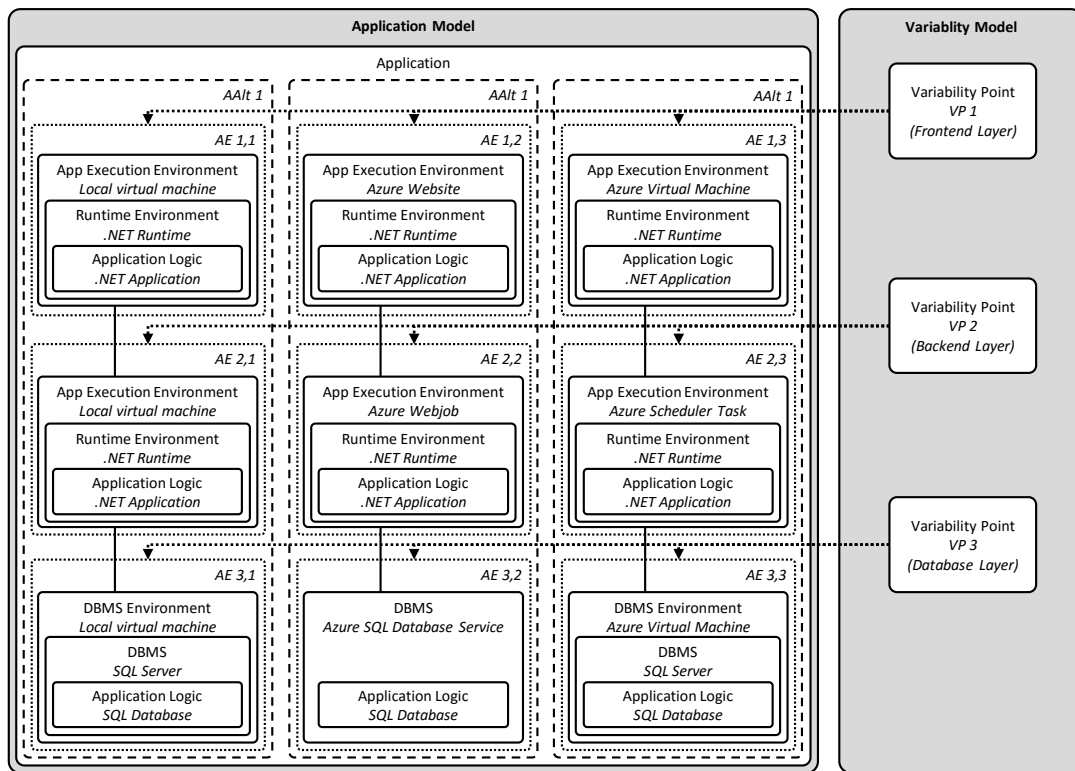 Application Model
Application
AAlt 1
AE 1,1
App Execution Environment
Local virtual machine
Runtime Environment
.NET Runtime
Application Logic
.NET Application
AE 2,1
App Execution Environment
Local virtual machine
Runtime Environment
.NET Runtime
Application Logic
.NET Application
AE 3,1
DBMS Environment
Local virtual machine
DBMS
SQL Server
Application Logic
SQL Database
AAlt 1
AE 1,2
App Execution Environment
Azure Website
Runtime Environment
.NET Runtime
Application Logic
.NET Application
AE 2,2
App Execution Environment
Azure Webjob
Runtime Environment
.NET Runtime
Application Logic
.NET Application
AE 3,2
DBMS
Azure SQL Database Service
Application Logic
SQL Database
AAlt 1
AE 1,3
App Execution Environment
Azure Virtual Machine
Runtime Environment
.NET Runtime
Application Logic
.NET Application
AE 2,3
App Execution Environment
Azure Scheduler Task
Runtime Environment
.NET Runtime
Application Logic
.NET Application
AE 3,3
DBMS Environment
Azure Virtual Machine
DBMS
SQL Server
Application Logic
SQL Database
Variablity Model
Variability Point
VP 1
(Frontend Layer)
Variability Point
VP 2
(Backend Layer)
Variability Point
VP 3
(Database Layer)